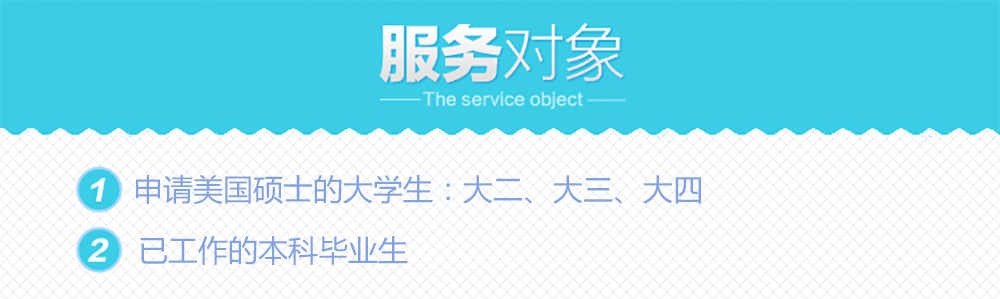 服务对象
The service object
1 申请美国硕士的大学生：大二、大三、大四
2 已工作的本科毕业生